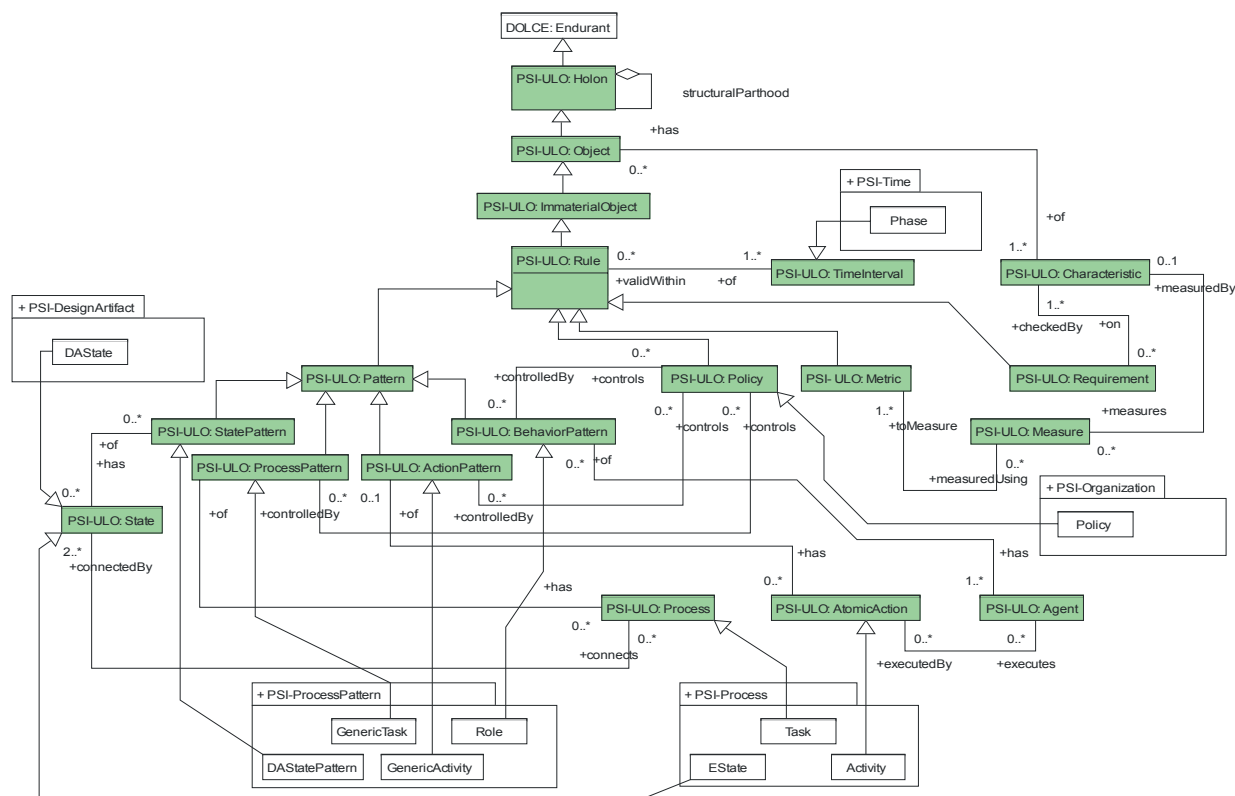 DOLCE: Endurant
PSI-ULO: Holon
structuralParthood
+has
PSI-ULO: Object
0..*
+ PSI-Time
PSI-ULO: ImmaterialObject
Phase
+of
PSI-ULO: Rule
0..*
1..*
1..*
0..1
+validWithin
+of
PSI-ULO: TimeInterval
PSI-ULO: Characteristic
+measuredBy
+ PSI-DesignArtifact
1..*
+checkedBy
+on
DAState
0..*
0..*
PSI-ULO: Pattern
+controlledBy
+controls
PSI-ULO: Policy
PSI-ULO: Metric
PSI-ULO: Requirement
0..*
0..*
0..*
0..*
1..*
+measures
PSI-ULO: StatePattern
PSI-ULO: BehaviorPattern
+controls
+controls
+toMeasure
PSI-ULO: Measure
+of
+has
PSI-ULO: ProcessPattern
PSI-ULO: ActionPattern
0..*
+of
0..*
0..*
0..*
0..*
0..1
0..*
+measuredUsing
+ PSI-Organization
PSI-ULO: State
+of
+controlledBy
+of
+controlledBy
Policy
2..*
+connectedBy
+has
+has
+has
0..*
1..*
PSI-ULO: Process
PSI-ULO: AtomicAction
PSI-ULO: Agent
0..*
0..*
0..*
0..*
+connects
+executedBy
+executes
+ PSI-ProcessPattern
+ PSI-Process
GenericTask
Role
Task
DAStatePattern
GenericActivity
EState
Activity